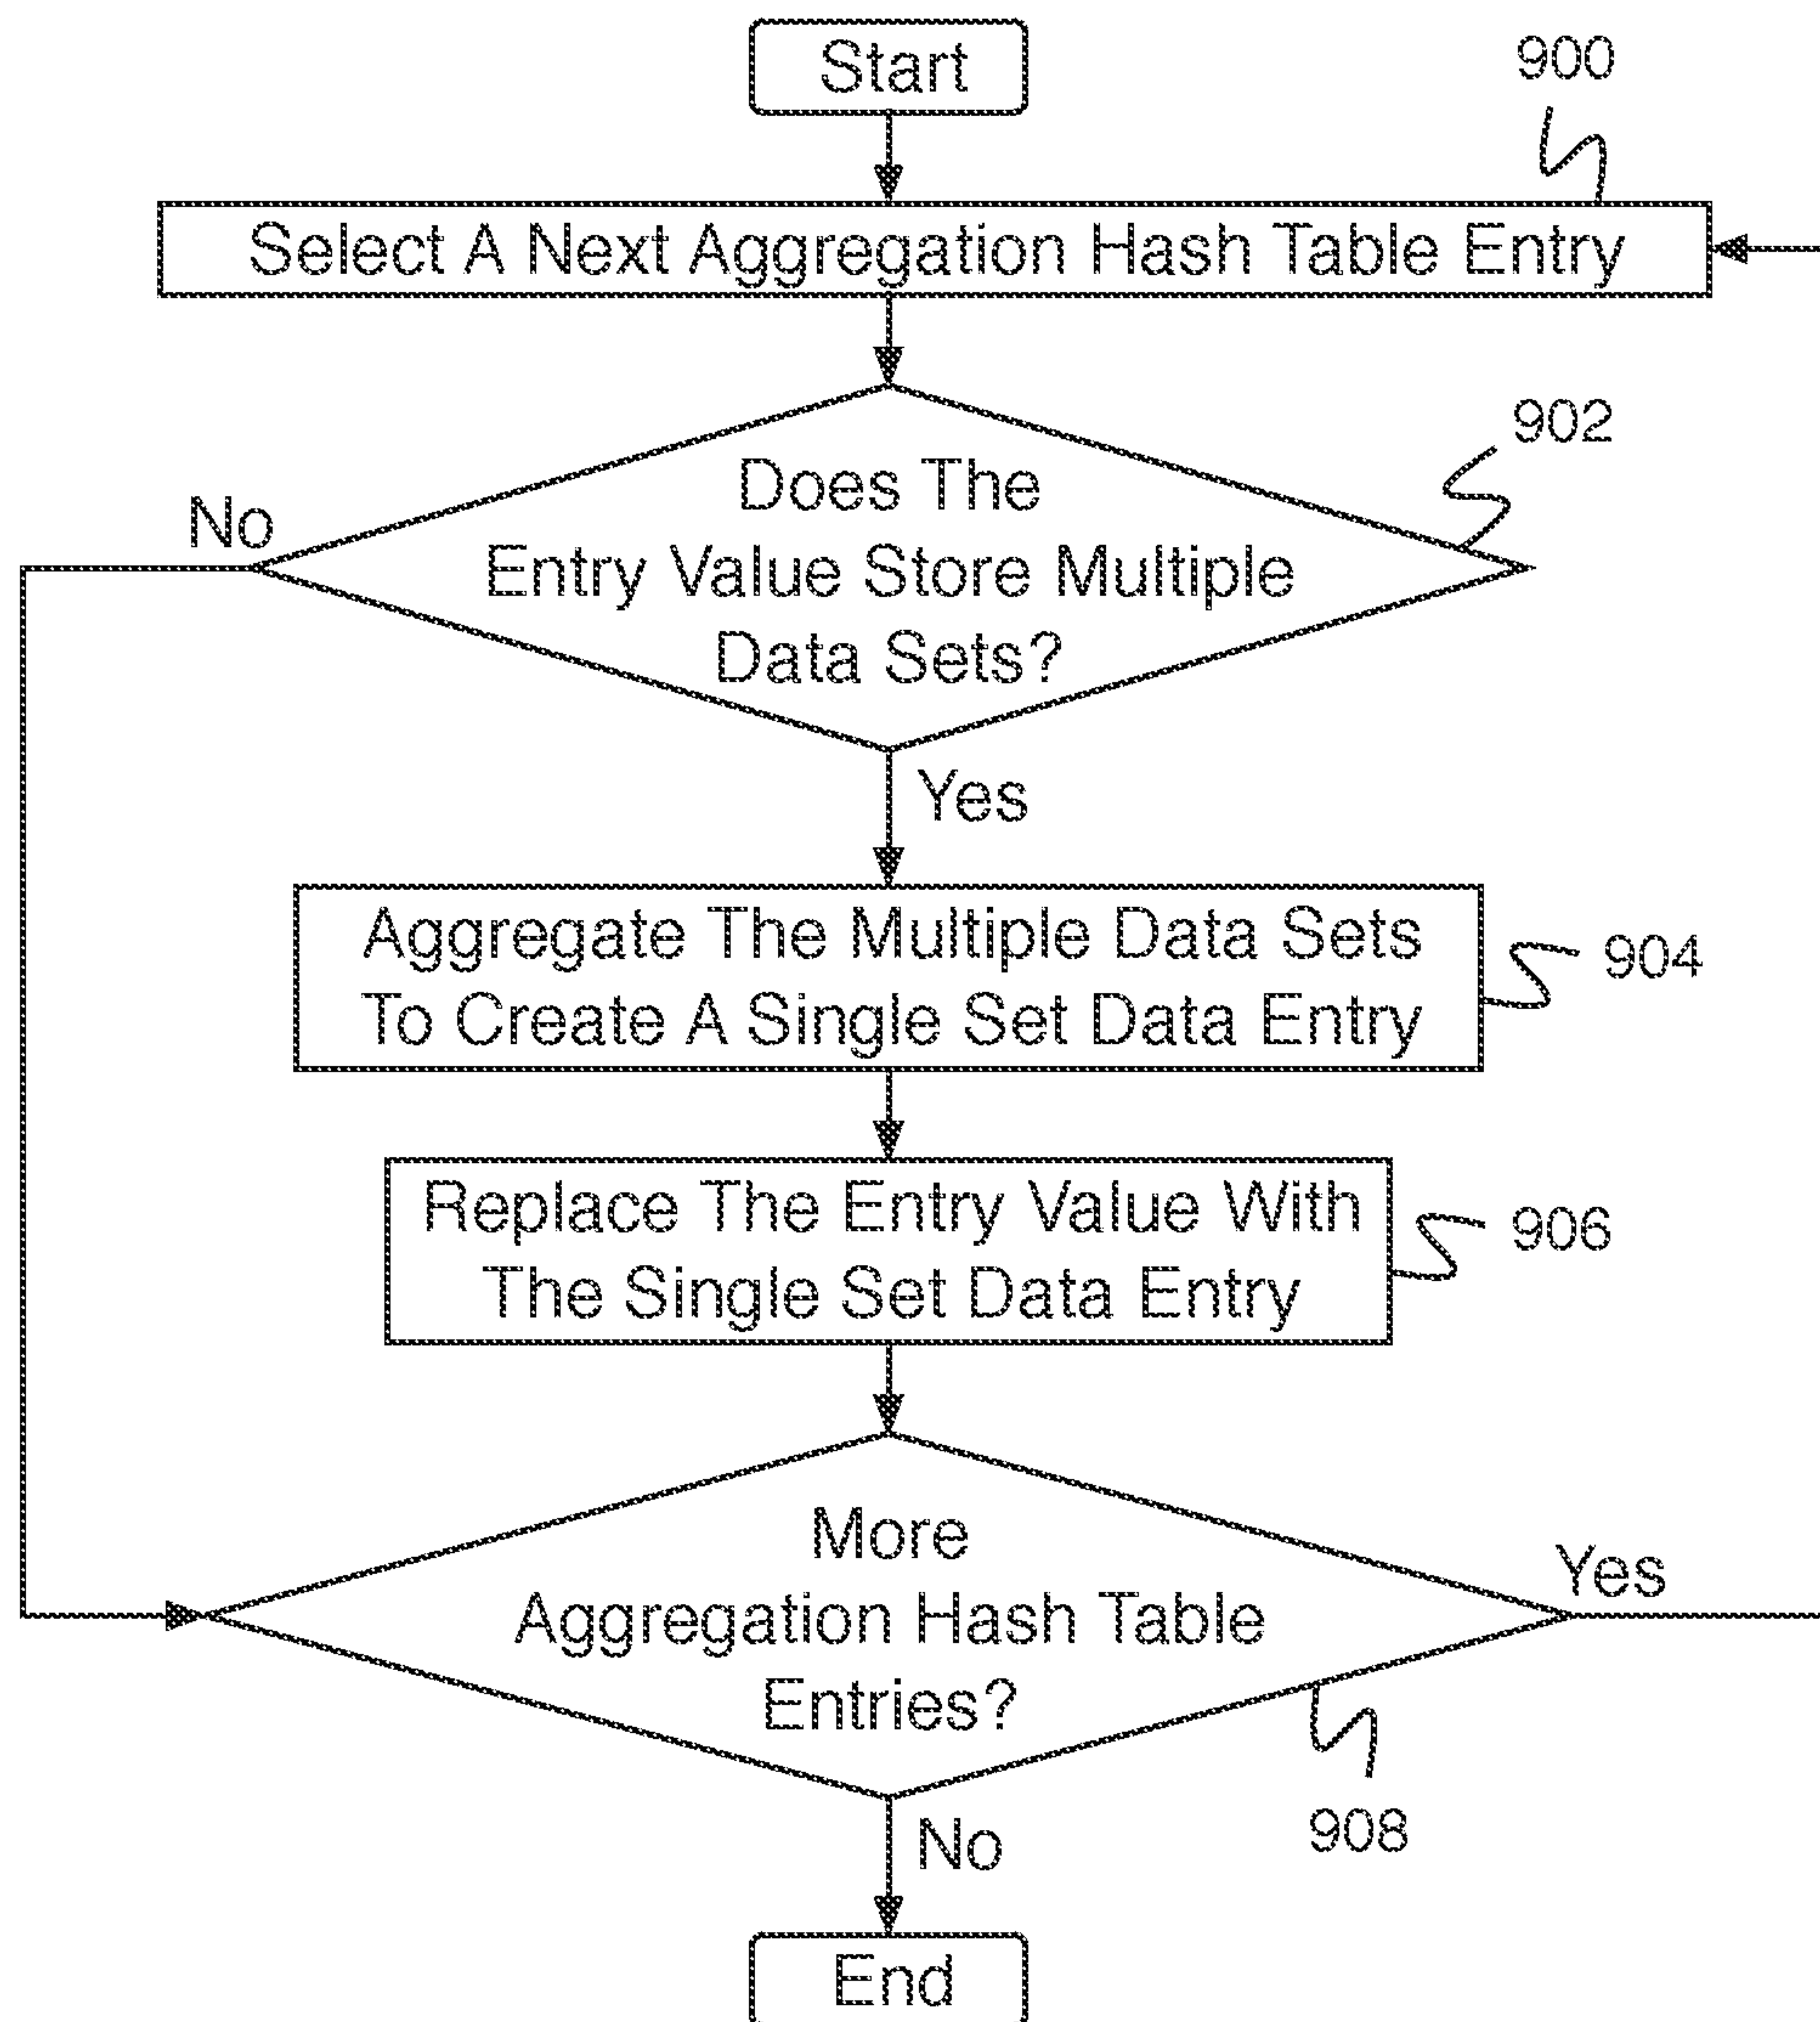 Start
900
Select A Next Aggregation Hash Table Entry
902
Does The
Entry Value Store Multiple
Data Sets?
No
Yes
Aggregate The Multiple Data Sets
To Create A Single Set Data Entry
904
Replace The Entry Value With
The Single Set Data Entry
906
More
Aggregation Hash Table
Entries?
Yes
908
No
End